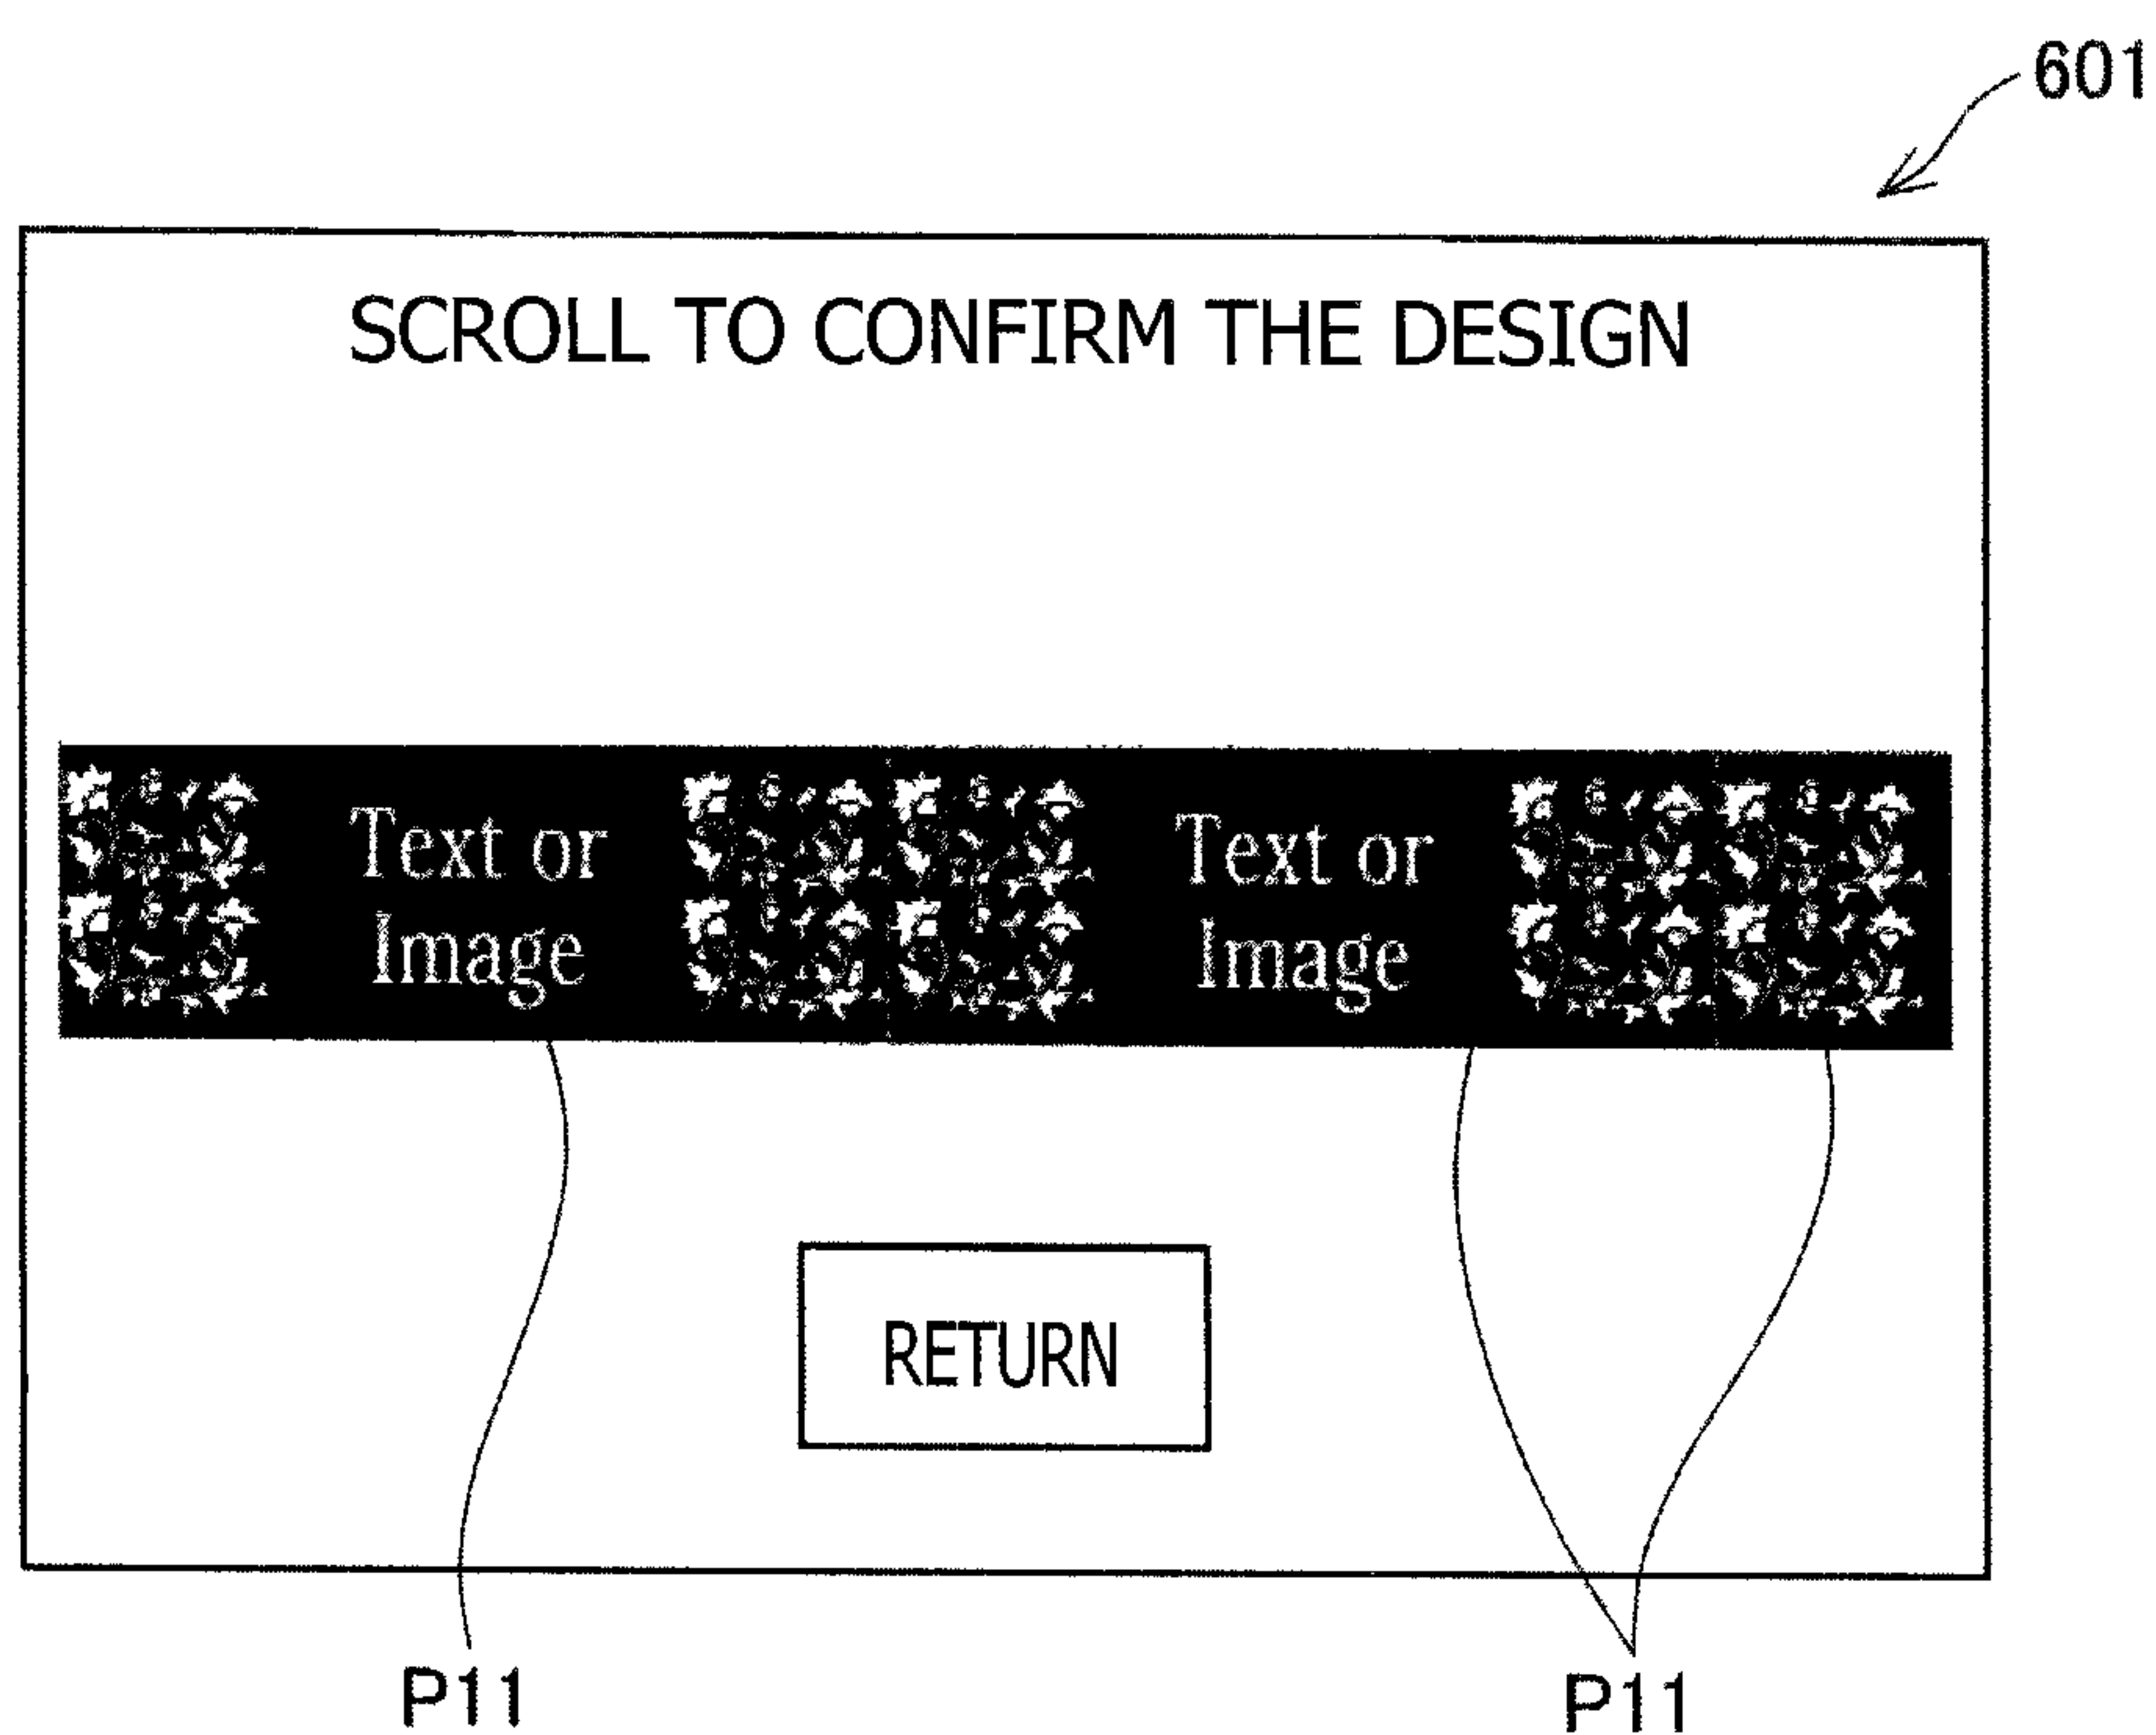 601
SCROLL TO CONFIRM THE DESIGN
Text or
Image
Text or
Image
RETURN
P11
P11